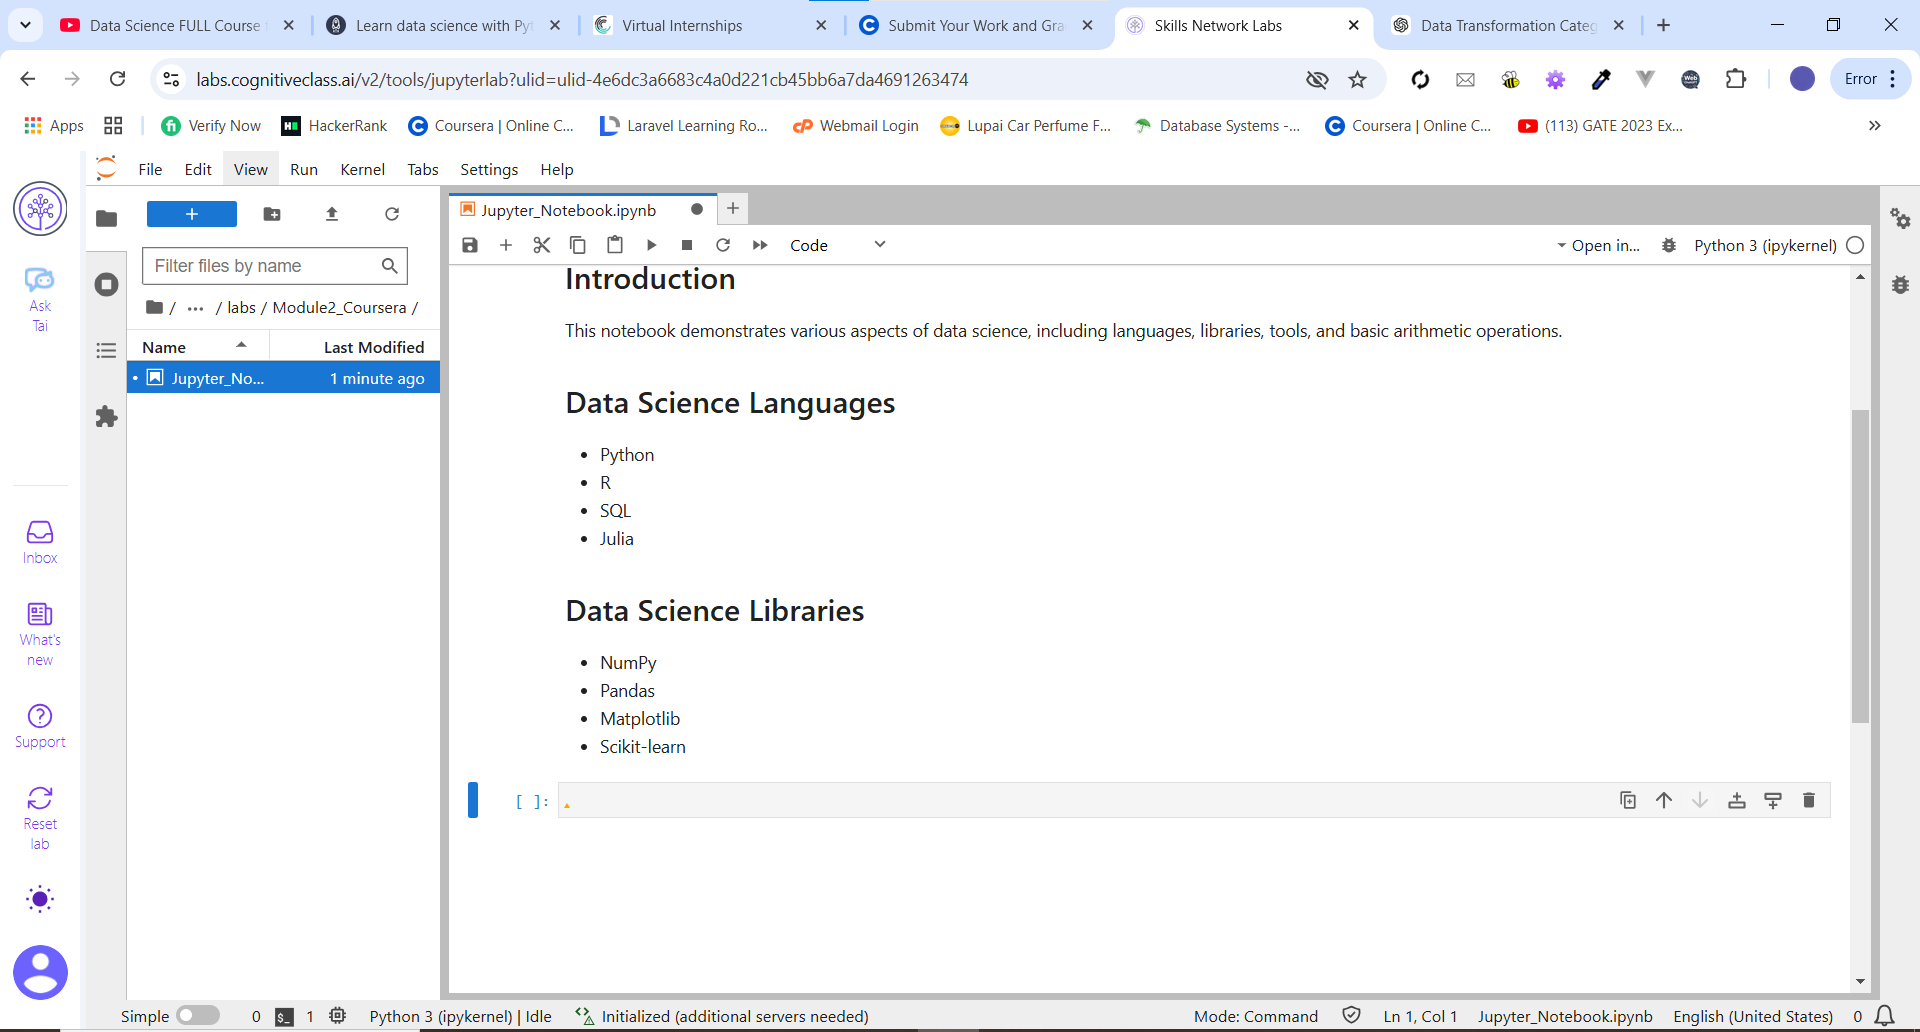 Data Science FULL Course
Learn data science with Pyt
Virtual Internships
Submit Your Work and Gra
Skills Network Labs
Data Transformation Categ
labs.cognitiveclass.ai/v2/tools/jupyterlab?ulid=ulid-4e6dc3a6683c4a0d221cb45bb6a7da4691263474
Error
Apps
Verify Now
HackerRank
Coursera | Online C...
Laravel Learning Ro...
Webmail Login
Lupai Car Perfume F...
Database Systems -...
Coursera | Online C...
(113) GATE 2023 Ex...
File Edit View Run Kernel Tabs Settings Help
Ask
Tai
Inbox
What's
new
Support
Reset
lab
Filter files by name
/ ... / labs / Module2_Coursera /
Name Last Modified
Jupyter_No... 1 minute ago
Jupyter_Notebook.ipynb
Code
Open in...
Python 3 (ipykernel)
Introduction
This notebook demonstrates various aspects of data science, including languages, libraries, tools, and basic arithmetic operations.
Data Science Languages
• Python
• R
• SQL
• Julia
Data Science Libraries
• NumPy
• Pandas
• Matplotlib
• Scikit-learn
[ ]:
Simple 0 $_ 1 Python 3 (ipykernel) | Idle Initialized (additional servers needed) Mode: Command Ln 1, Col 1 Jupyter_Notebook.ipynb English (United States) 0